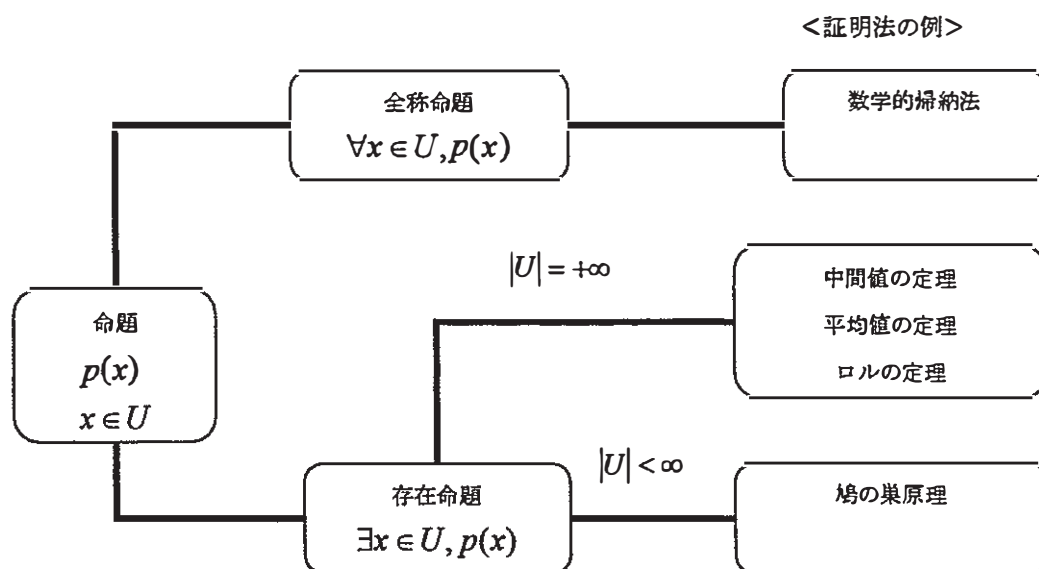 <証明法の例>
全称命題
∀x∈U,p(x)
数学的帰納法
|U|=+∞
中間値の定理
平均値の定理
ロルの定理
命題
p(x)
x∈U
|U|<∞
存在命題
∃x∈U,p(x)
鳩の巣原理